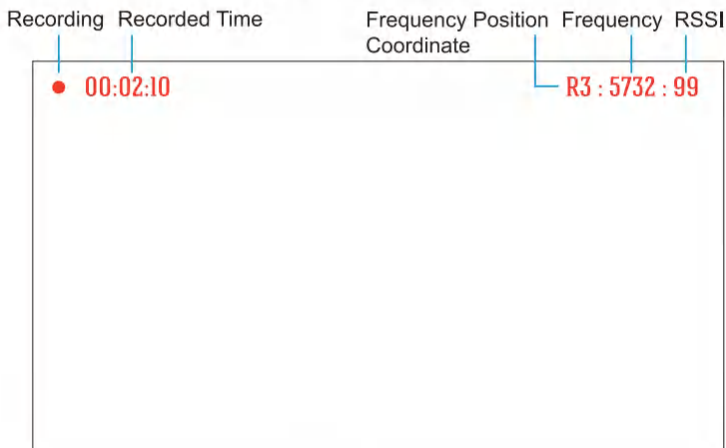 Recording Recorded Time Frequency Position Frequency RSSI
Coordinate
00:02:10 R3 : 5732 : 99